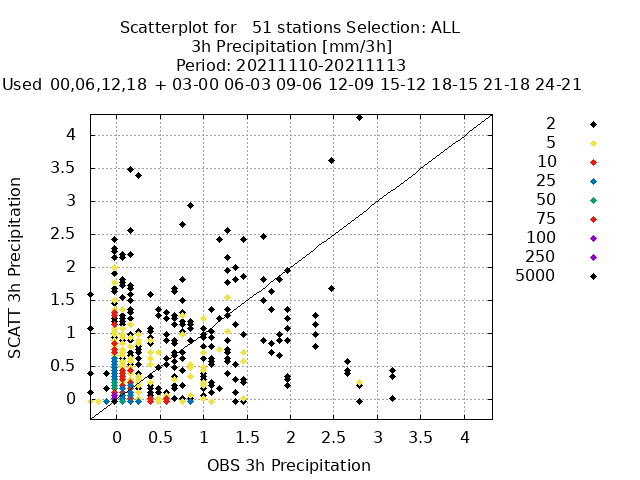 Scatterplot for   51 stations Selection: ALL
3h Precipitation [mm/3h]
Period: 20211110-20211113
Used 00,06,12,18 + 03-00 06-03 09-06 12-09 15-12 18-15 21-18 24-21
2
5
10
25
50
75
100
250
5000
SCATT 3h Precipitation
4
3.5
3
2.5
2
1.5
1
0.5
0
0 0.5 1 1.5 2 2.5 3 3.5 4
OBS 3h Precipitation